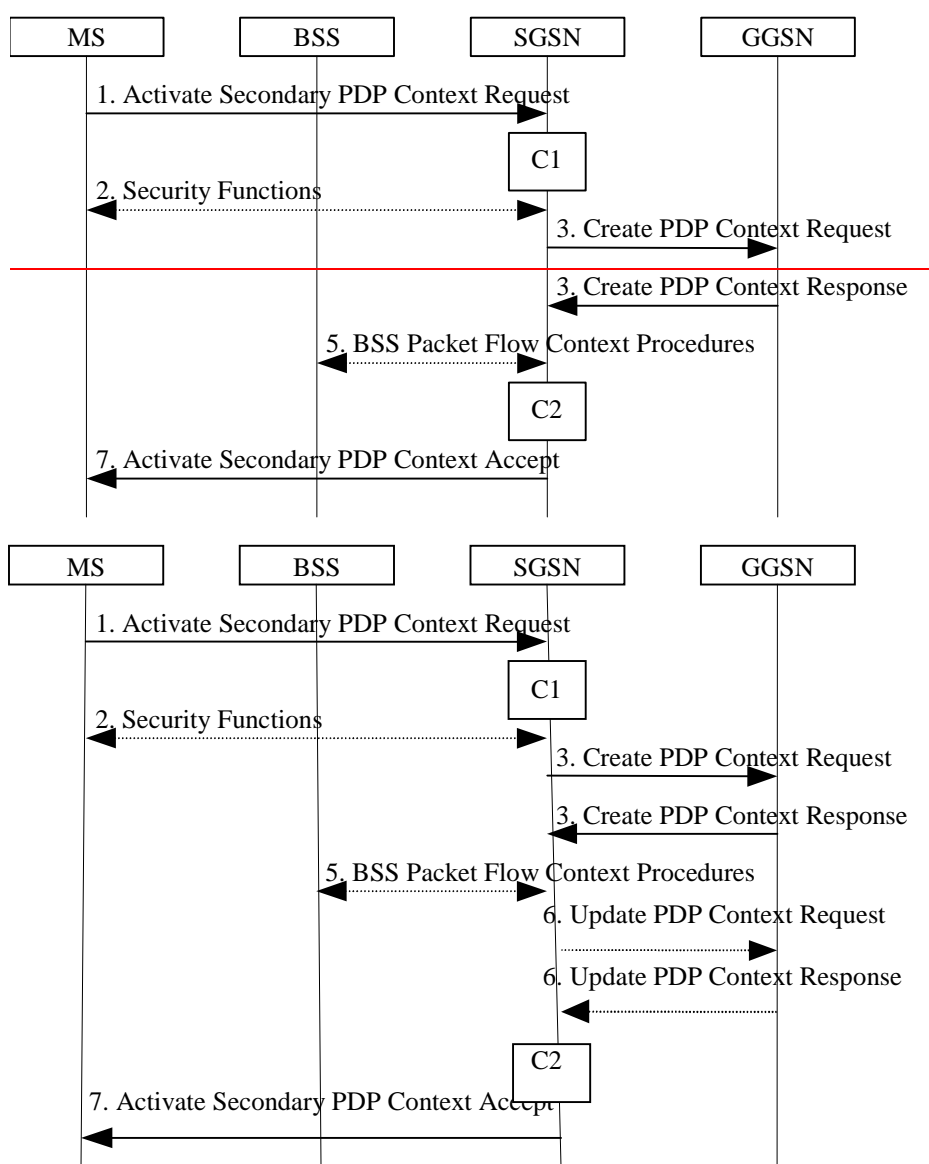 MS BSS SGSN GGSN
1. Activate Secondary PDP Context Request
C1
2. Security Functions
3. Create PDP Context Request
3. Create PDP Context Response
5. BSS Packet Flow Context Procedures
C2
7. Activate Secondary PDP Context Accept
MS BSS SGSN GGSN
1. Activate Secondary PDP Context Request
C1
2. Security Functions
3. Create PDP Context Request
3. Create PDP Context Response
5. BSS Packet Flow Context Procedures
6. Update PDP Context Request
6. Update PDP Context Response
C2
7. Activate Secondary PDP Context Accept